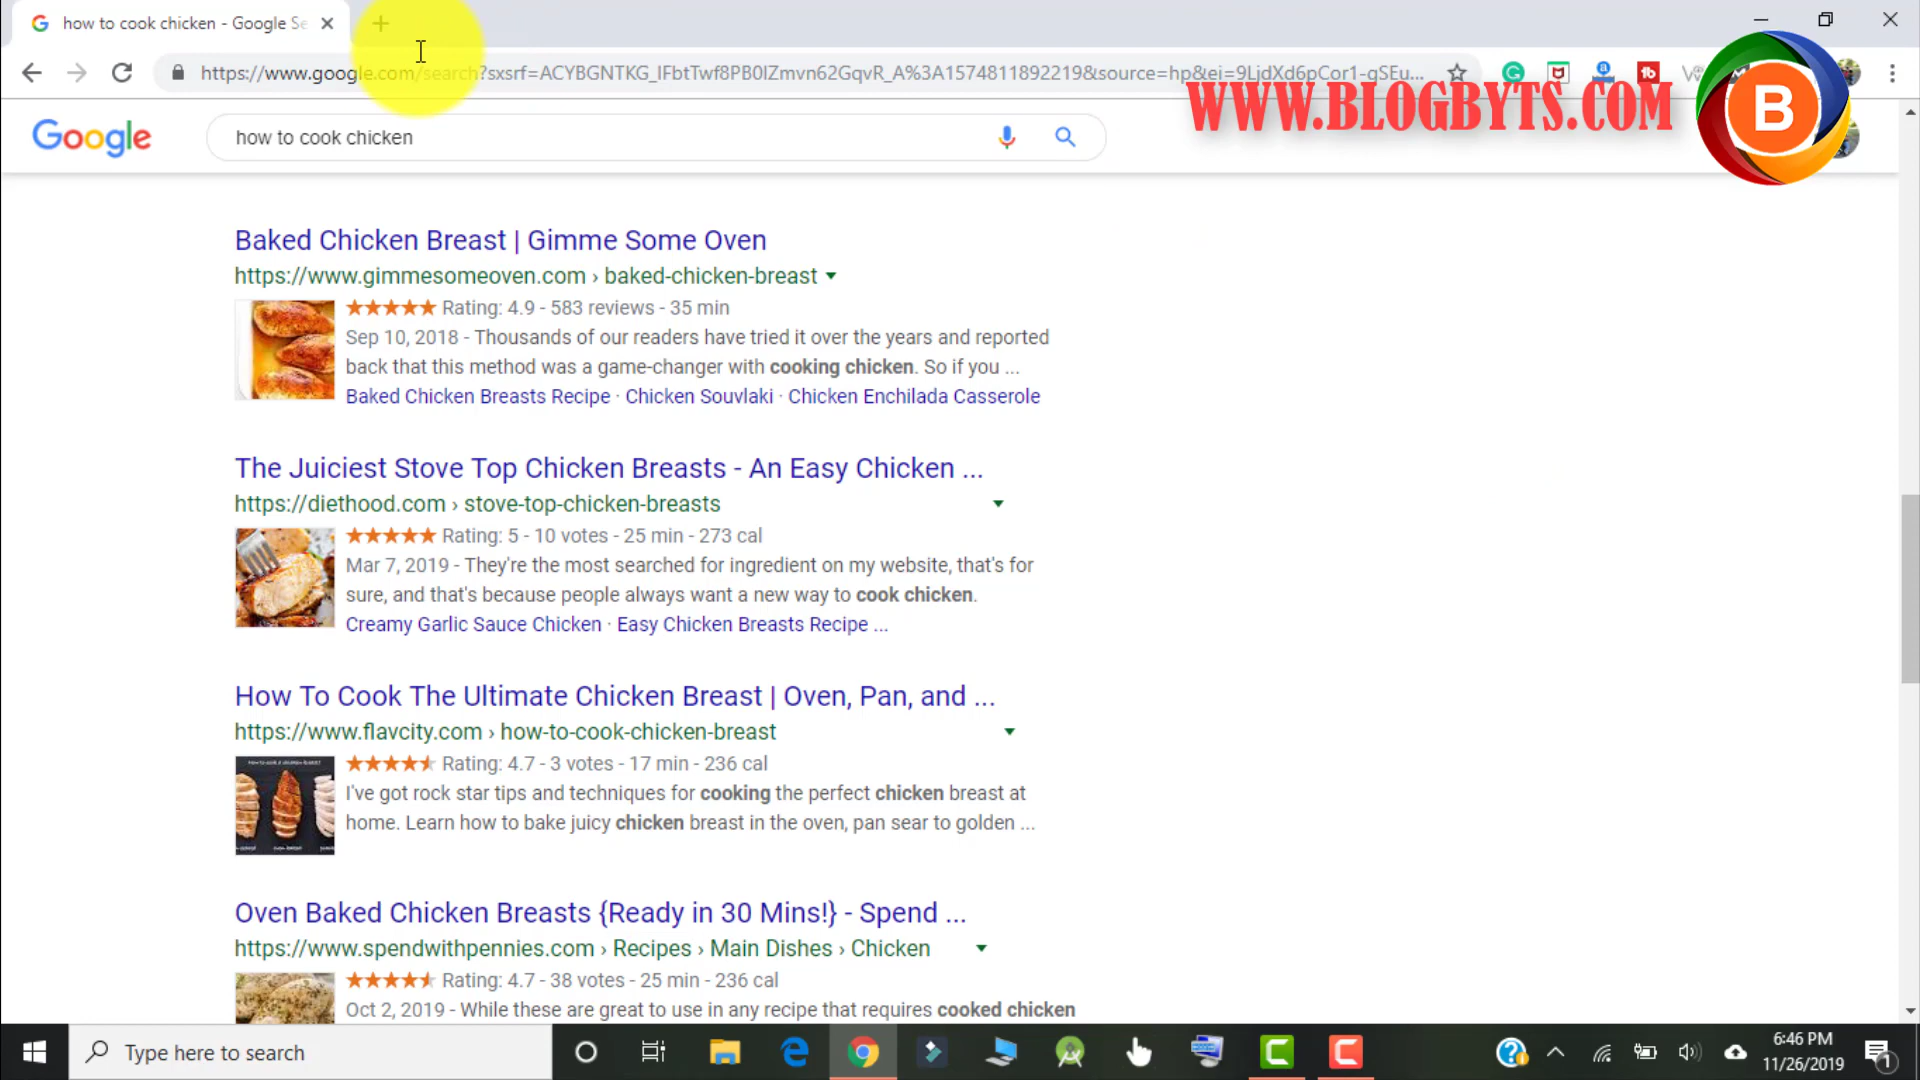 how to cook chicken - Google Se
https://www.google.com/search?sxsrf=ACYBGNTKG_IFbtTwf8PB0IZmvn62GqvR_A%3A1574811892219&source=hp&ei=9LjdXd6pCor1-gSEu...
WWW.BLOGBYTS.COM
B
Google
how to cook chicken
Baked Chicken Breast | Gimme Some Oven
https://www.gimmesomeoven.com › baked-chicken-breast
Rating: 4.9 - 583 reviews - 35 min
Sep 10, 2018 - Thousands of our readers have tried it over the years and reported
back that this method was a game-changer with cooking chicken. So if you ...
Baked Chicken Breasts Recipe · Chicken Souvlaki · Chicken Enchilada Casserole
The Juiciest Stove Top Chicken Breasts - An Easy Chicken ...
https://diethood.com › stove-top-chicken-breasts
Rating: 5 - 10 votes - 25 min - 273 cal
Mar 7, 2019 - They're the most searched for ingredient on my website, that's for
sure, and that's because people always want a new way to cook chicken.
Creamy Garlic Sauce Chicken · Easy Chicken Breasts Recipe ...
How To Cook The Ultimate Chicken Breast | Oven, Pan, and ...
https://www.flavcity.com › how-to-cook-chicken-breast
Rating: 4.7 - 3 votes - 17 min - 236 cal
I've got rock star tips and techniques for cooking the perfect chicken breast at
home. Learn how to bake juicy chicken breast in the oven, pan sear to golden ...
Oven Baked Chicken Breasts {Ready in 30 Mins!} - Spend ...
https://www.spendwithpennies.com › Recipes › Main Dishes › Chicken
Rating: 4.7 - 38 votes - 25 min - 236 cal
Oct 2, 2019 - While these are great to use in any recipe that requires cooked chicken
Type here to search
6:46 PM
11/26/2019
1